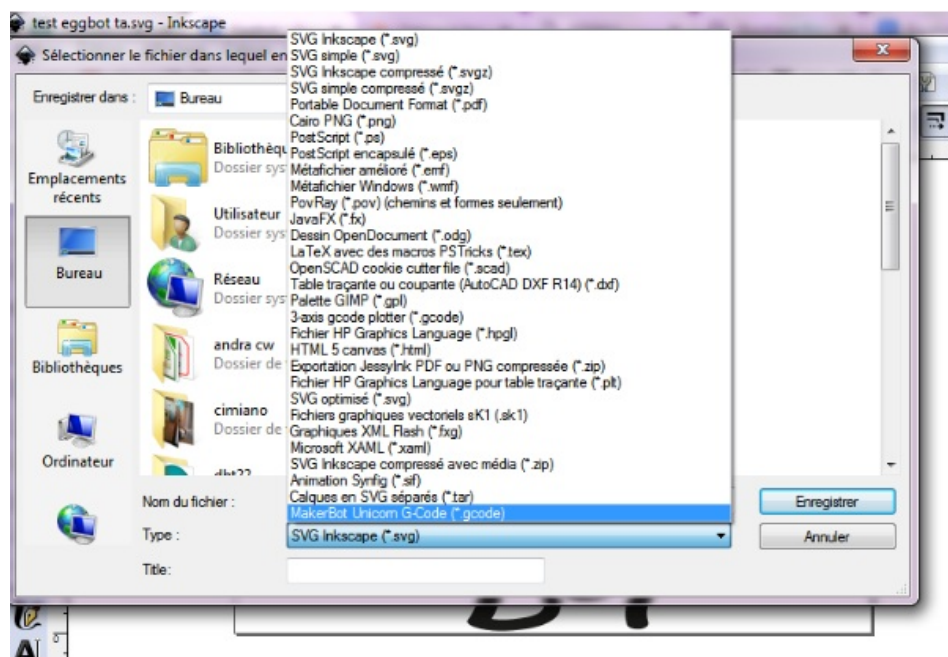 test eggbot ta.svg - Inkscape
Sélectionner le fichier dans lequel en
Enregistrer dans :
Bureau
Emplacements
récents
Bureau
Bibliothèques
Ordinateur
Dossier sys
Utilisateur
Dossier sys
Réseau
Dossier sys
andra cw
Dossier de
cimiano
Dossier de
SVG Inkscape (*.svg)
SVG simple (*.svg)
SVG Inkscape compressé (*.svgz)
SVG simple compressé (*.svgz)
Portable Document Format (*.pdf)
Cairo PNG (*.png)
PostScript (*.ps)
PostScript encapsulé (*.eps)
Métafichier amélioré (*.emf)
Métafichier Windows (*.wmf)
PovRay (*.pov) (chemins et formes seulement)
JavaFX (*.fx)
Dessin OpenDocument (*.odg)
LaTeX avec des macros PSTricks (*.tex)
OpenSCAD cookie cutter file (*.scad)
Table traçante ou coupante (AutoCAD DXF R14) (*.dxf)
Palette GIMP (*.gpl)
3-axis gcode plotter (*.gcode)
Fichier HP Graphics Language (*.hpgl)
HTML 5 canvas (*.html)
Exportation JessyInk PDF ou PNG compressée (*.zip)
Fichier HP Graphics Language pour table traçante (*.plt)
SVG optimisé (*.svg)
Fichiers graphiques vectoriels sK1 (.sk1)
Graphiques XML Flash (*.fxg)
Microsoft XAML (*.xaml)
SVG Inkscape compressé avec média (*.zip)
Animation Synfig (*.sif)
Calques en SVG séparés (*.tar)
MakerBot Unicorn G-Code (*.gcode)
Nom du fichier :
Enregistrer
Type :
SVG Inkscape (*.svg)
Annuler
Title: